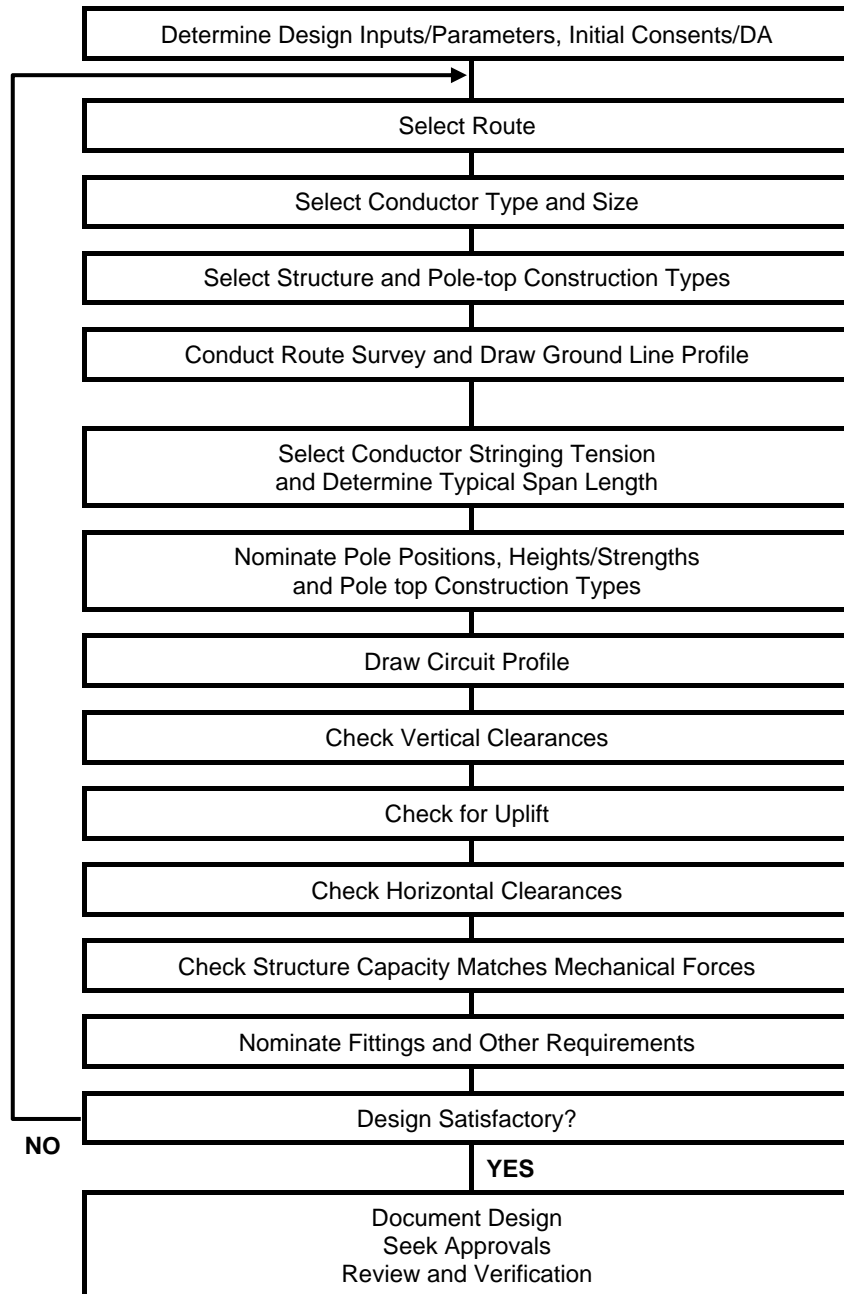 Determine Design Inputs/Parameters, Initial Consents/DA
Select Route
Select Conductor Type and Size
Select Structure and Pole-top Construction Types
Conduct Route Survey and Draw Ground Line Profile
Select Conductor Stringing Tension
and Determine Typical Span Length
Nominate Pole Positions, Heights/Strengths
and Pole top Construction Types
Draw Circuit Profile
Check Vertical Clearances
Check for Uplift
Check Horizontal Clearances
Check Structure Capacity Matches Mechanical Forces
Nominate Fittings and Other Requirements
Design Satisfactory?
NO
YES
Document Design
Seek Approvals
Review and Verification